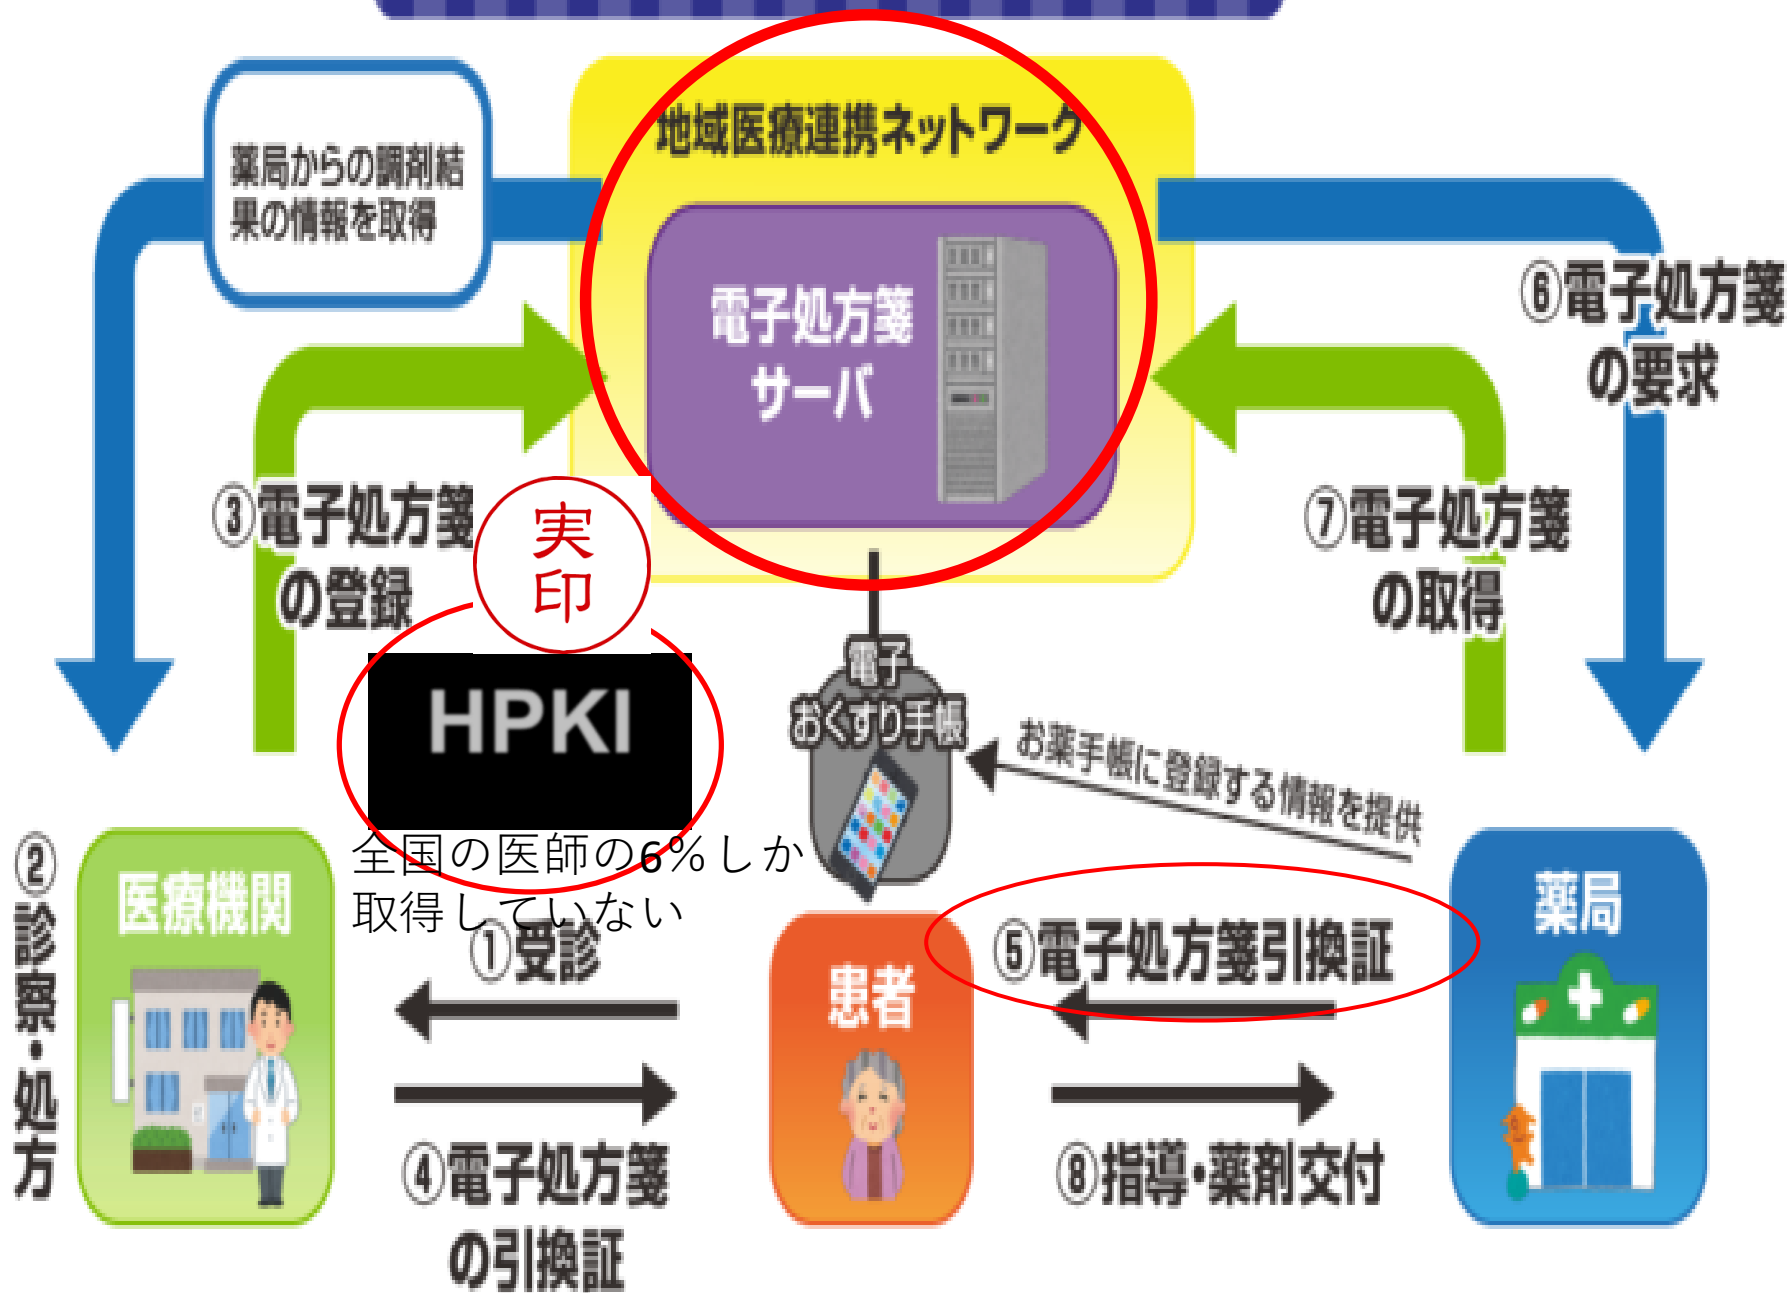 地域医療連携ネットワーク
薬局からの調剤結
果の情報を取得
電子処方箋
サーバ
⑥電子処方箋
の要求
③電子処方箋
の登録
実
印
⑦電子処方箋
の取得
HPKI
全国の医師の6%しか
取得していない
電子
おくすり手帳
お薬手帳に登録する情報を提供
②診察・処方
医療機関
①受診
④電子処方箋
の引換証
患者
⑤電子処方箋引換証
⑧指導・薬剤交付
薬局